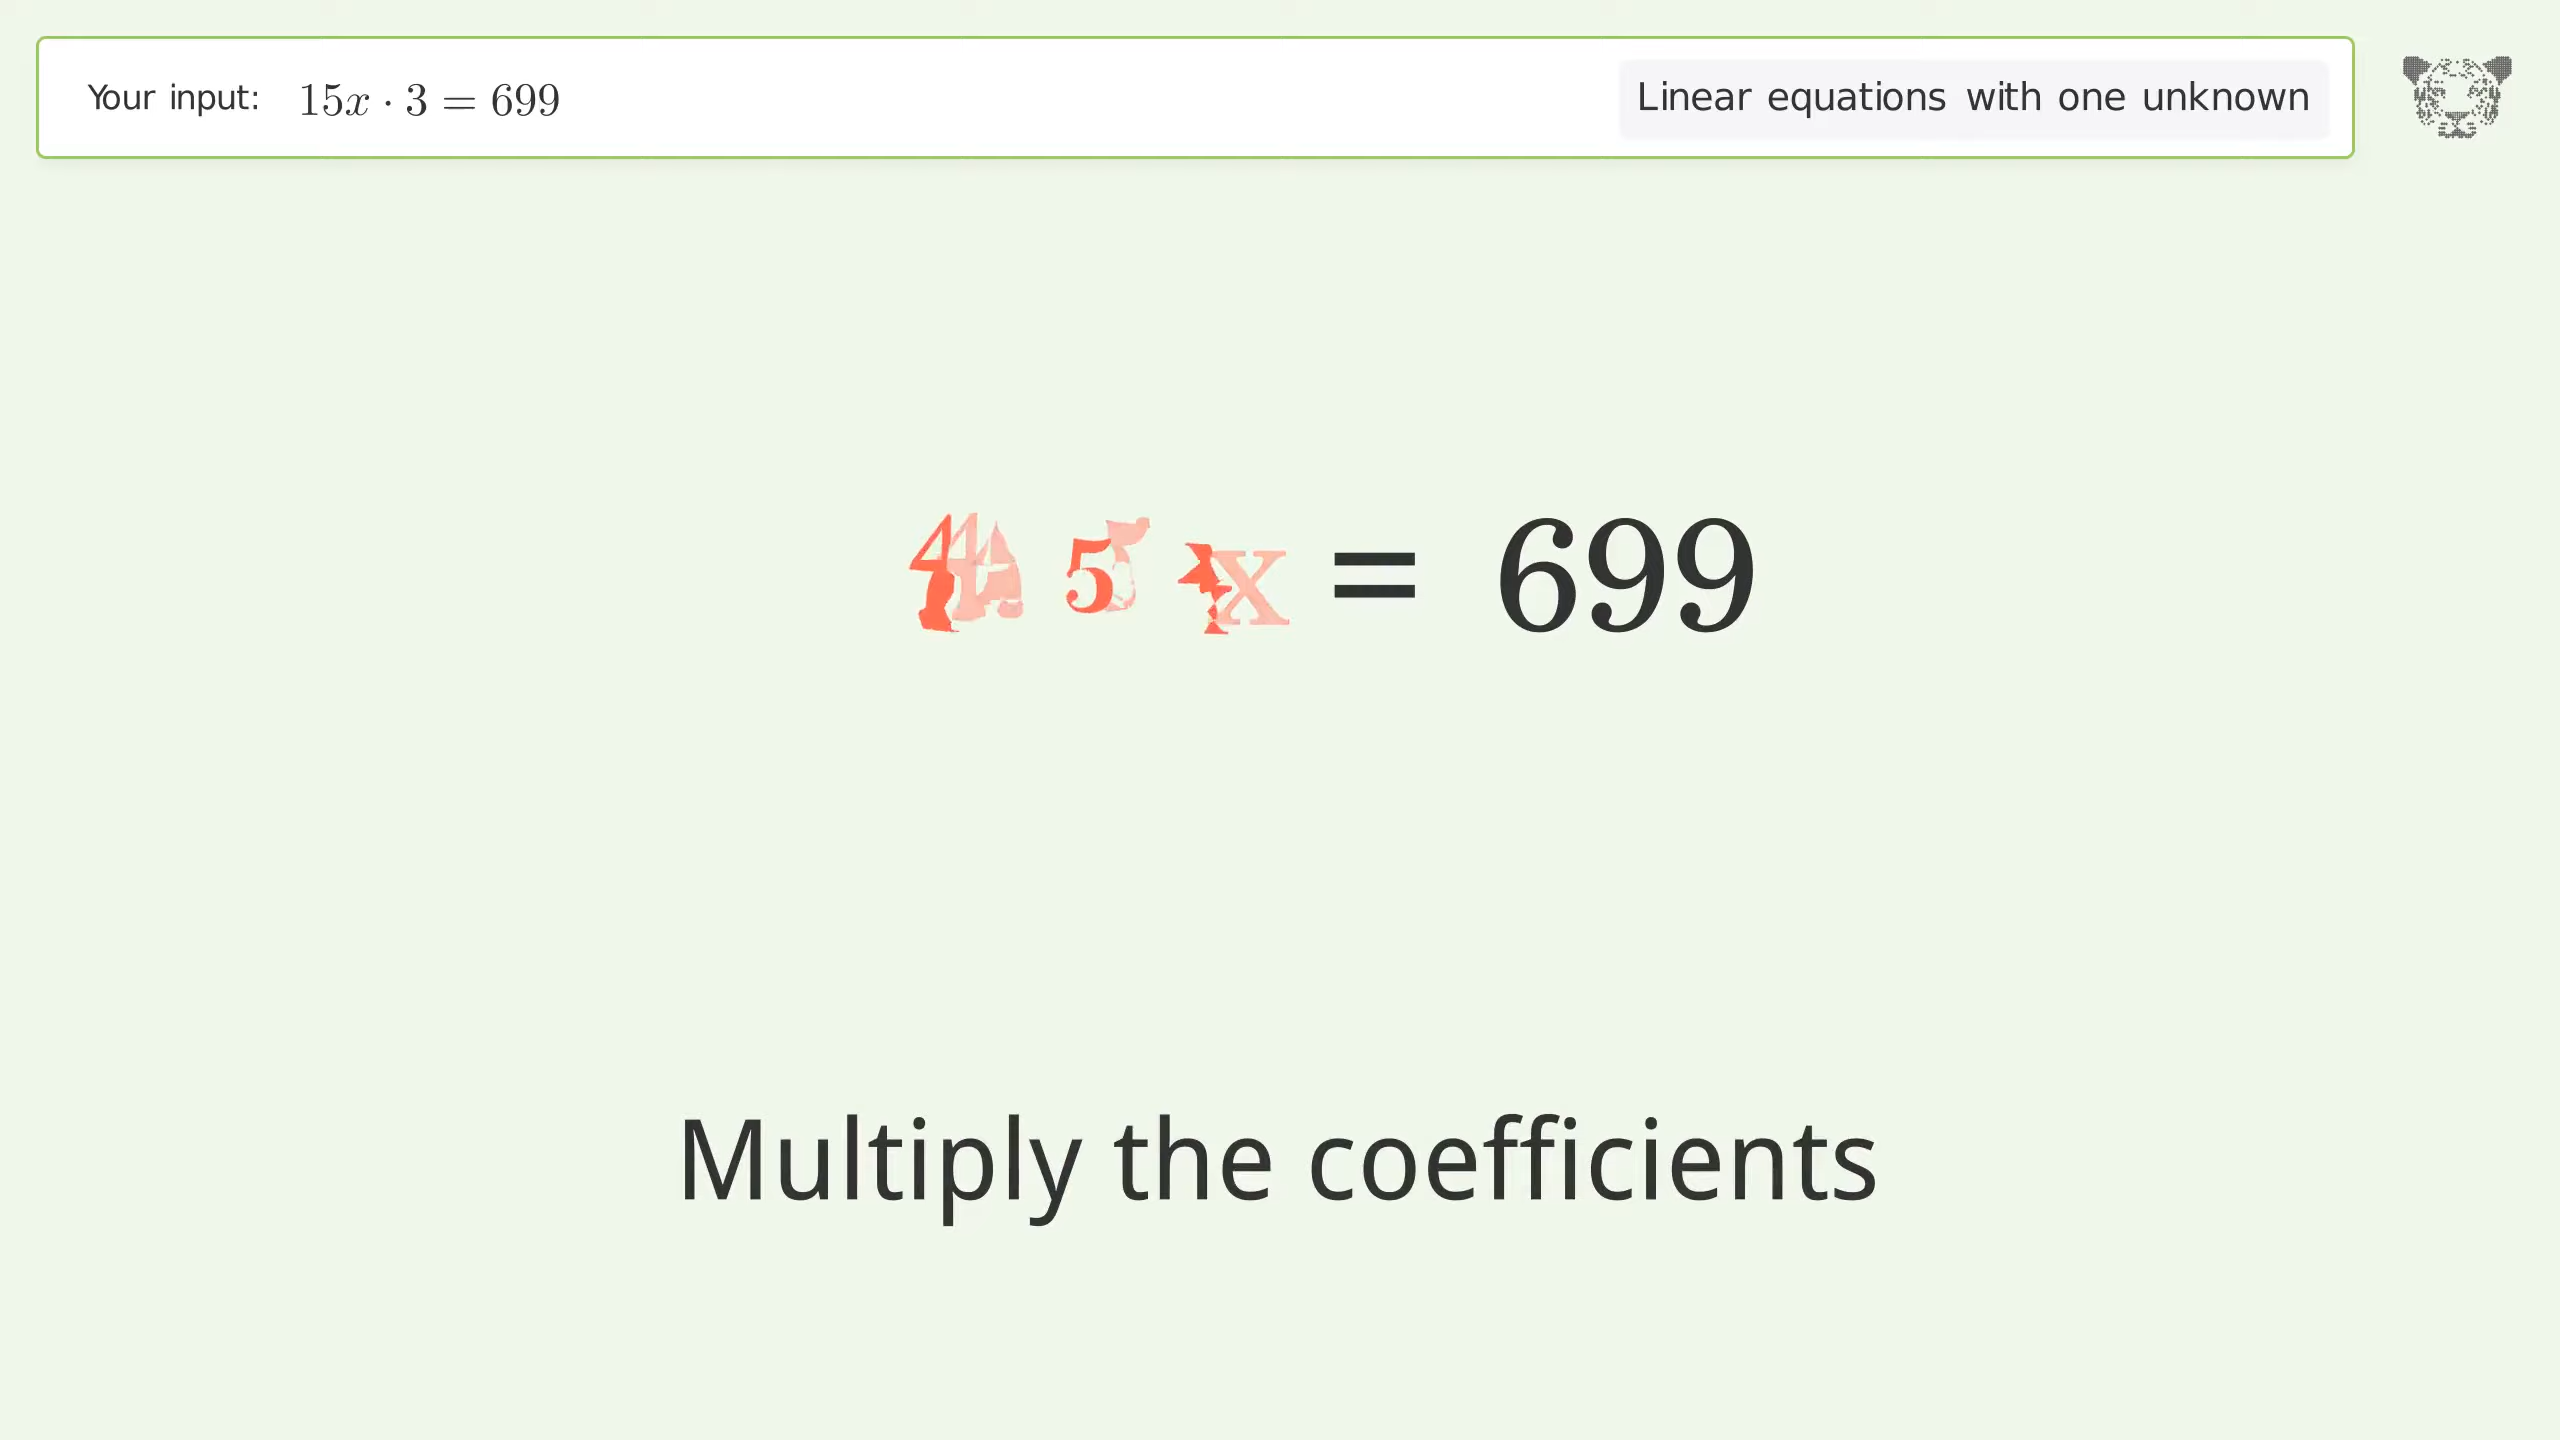 Your input: 15x · 3 = 699
Linear equations with one unknown
= 699
Multiply the coefficients